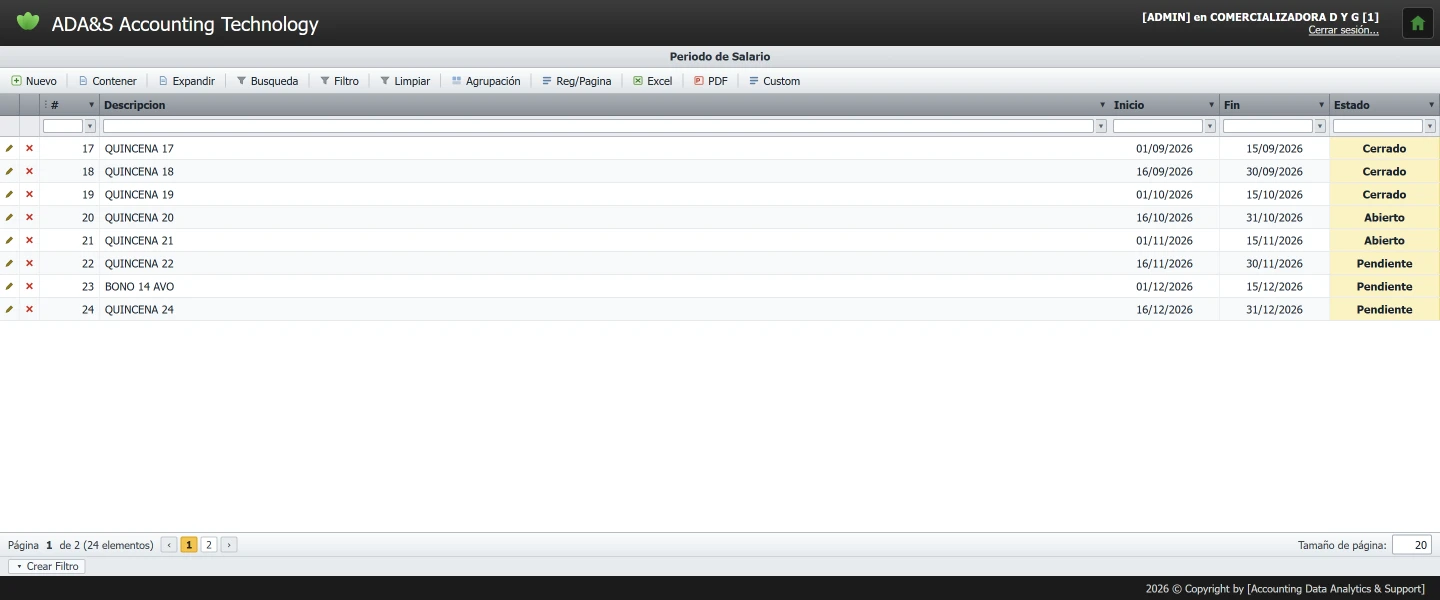 ADA&S Accounting Technology
[ADMIN] en COMERCIALIZADORA D Y G [1]
Cerrar sesión...
Periodo de Salario
Nuevo Contener Expandir Busqueda Filtro Limpiar Agrupación Reg/Pagina Excel PDF Custom
# Descripcion Inicio Fin Estado
17 QUINCENA 17 01/09/2026 15/09/2026 Cerrado
18 QUINCENA 18 16/09/2026 30/09/2026 Cerrado
19 QUINCENA 19 01/10/2026 15/10/2026 Cerrado
20 QUINCENA 20 16/10/2026 31/10/2026 Abierto
21 QUINCENA 21 01/11/2026 15/11/2026 Abierto
22 QUINCENA 22 16/11/2026 30/11/2026 Pendiente
23 BONO 14 AVO 01/12/2026 15/12/2026 Pendiente
24 QUINCENA 24 16/12/2026 31/12/2026 Pendiente
Página 1 de 2 (24 elementos) ‹ 1 2 › Tamaño de página: 20
Crear Filtro
2026 © Copyright by [Accounting Data Analytics & Support]